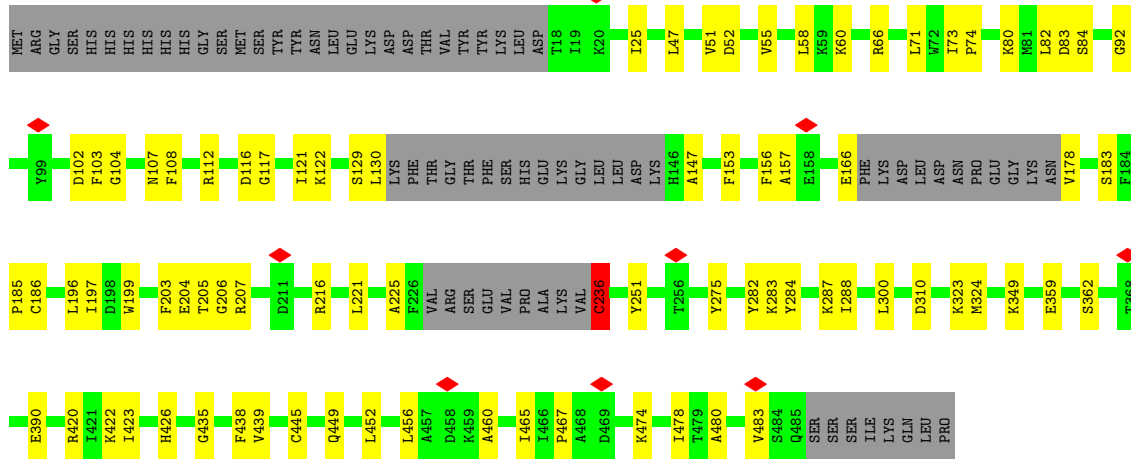 MET ARG GLY SER HIS HIS HIS HIS HIS HIS GLY SER MET SER TYR TYR ASN LEU GLU LYS ASP ASP THR VAL TYR TYR LYS LEU ASP T18 I19 K20 I25 L47 V51 D52 V55 L58 K59 K60 R66 L71 W72 I73 P74 K80 M81 L82 D83 S84 G92
Y99 D102 F103 G104 N107 F108 R112 D116 G117 I121 K122 S129 L130 LYS PHE THR GLY THR PHE SER HIS GLU LYS GLY LEU LEU ASP LYS H146 A147 F153 F156 A157 E158 E166 PHE LYS ASP LEU ASP ASN PRO GLU GLY LYS ASN V178 S183 F184
P185 C186 L196 I197 D198 W199 F203 E204 T205 G206 R207 D211 R216 L221 A225 F226 VAL ARG SER GLU VAL PRO ALA LYS VAL C236 Y251 T256 Y275 Y282 K283 Y284 K287 I288 L300 D310 K323 M324 K349 E359 S362 T368
E390 R420 I421 K422 I423 H426 G435 F438 V439 C445 Q449 L452 L456 A457 D458 K459 A460 I465 I466 P467 A468 D469 K474 I478 T479 A480 V483 S484 Q485 SER SER SER ILE LYS GLN LEU PRO